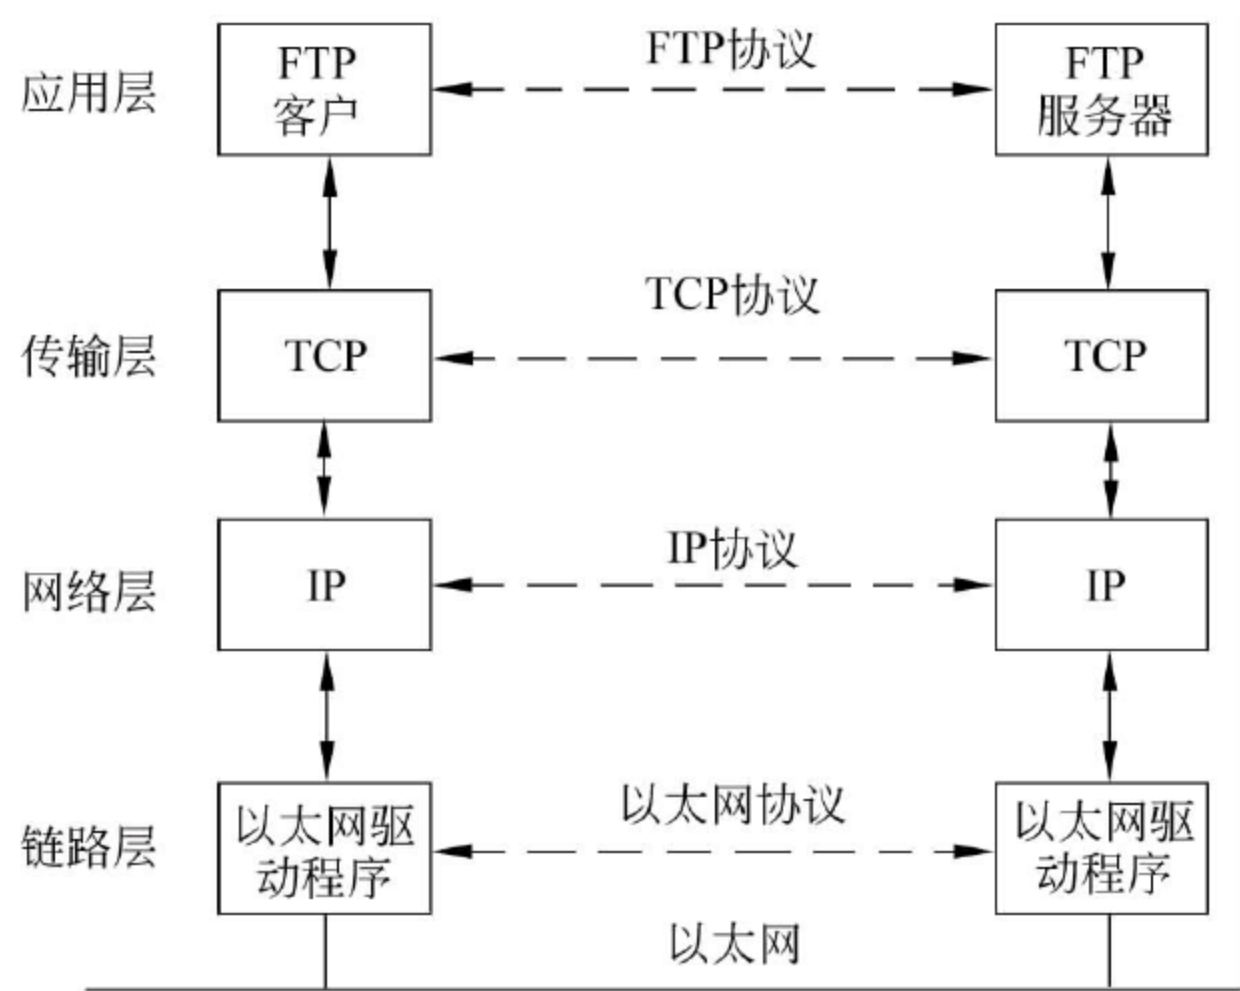 FTP协议
应用层
FTP
客户
FTP
服务器
TCP协议
传输层
TCP
TCP
IP协议
网络层
IP
IP
以太网协议
链路层
以太网驱
动程序
以太网驱
动程序
以太网